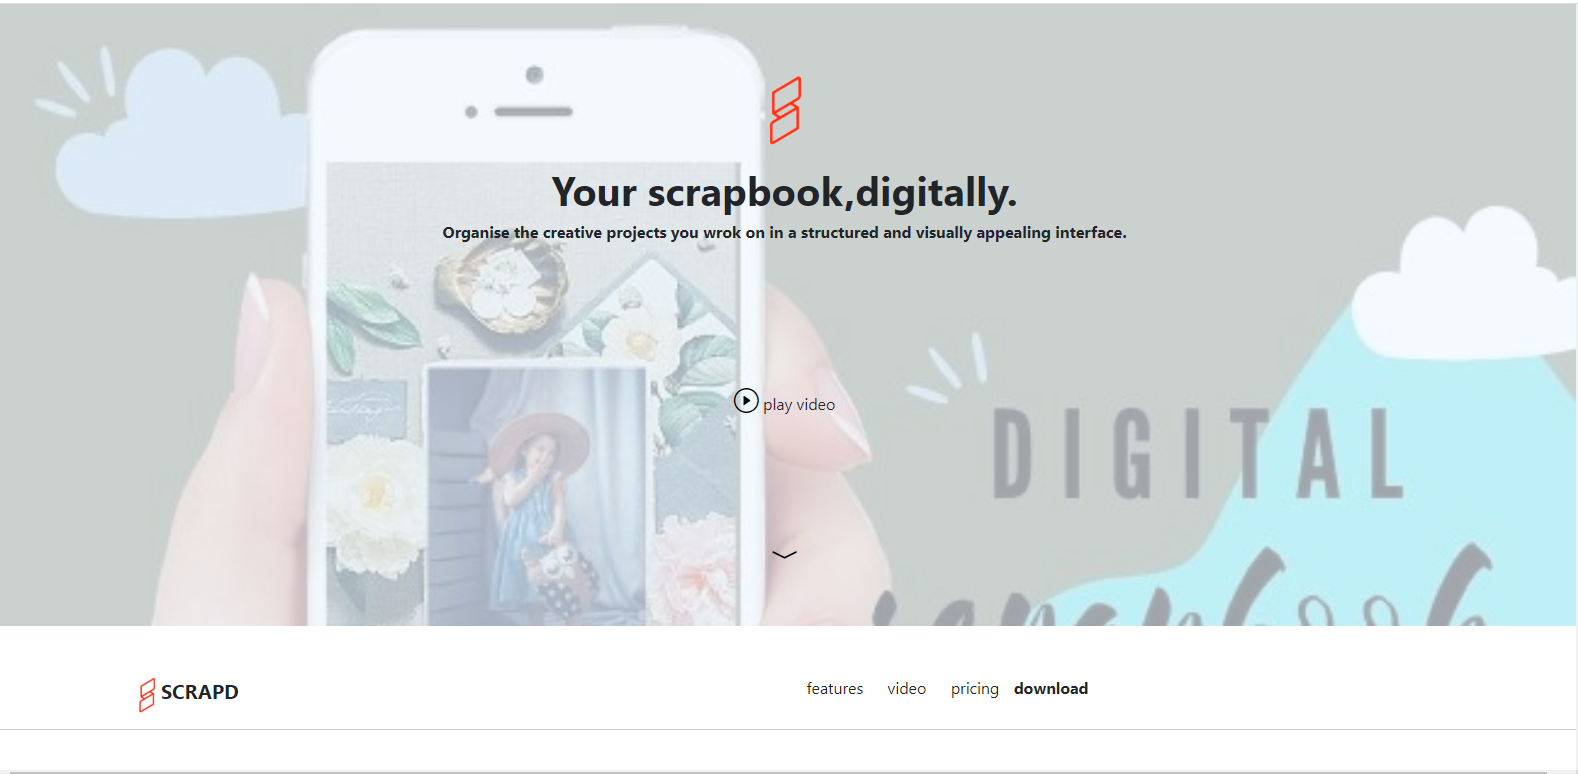 Your scrapbook,digitally.
Organise the creative projects you wrok on in a structured and visually appealing interface.
play video
DIGITAL
scrapbook
SCRAPD
features video pricing download